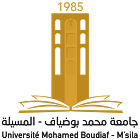 1985
جامعة محمد بوضياف - المسيلة
Université Mohamed Boudiaf - M'sila